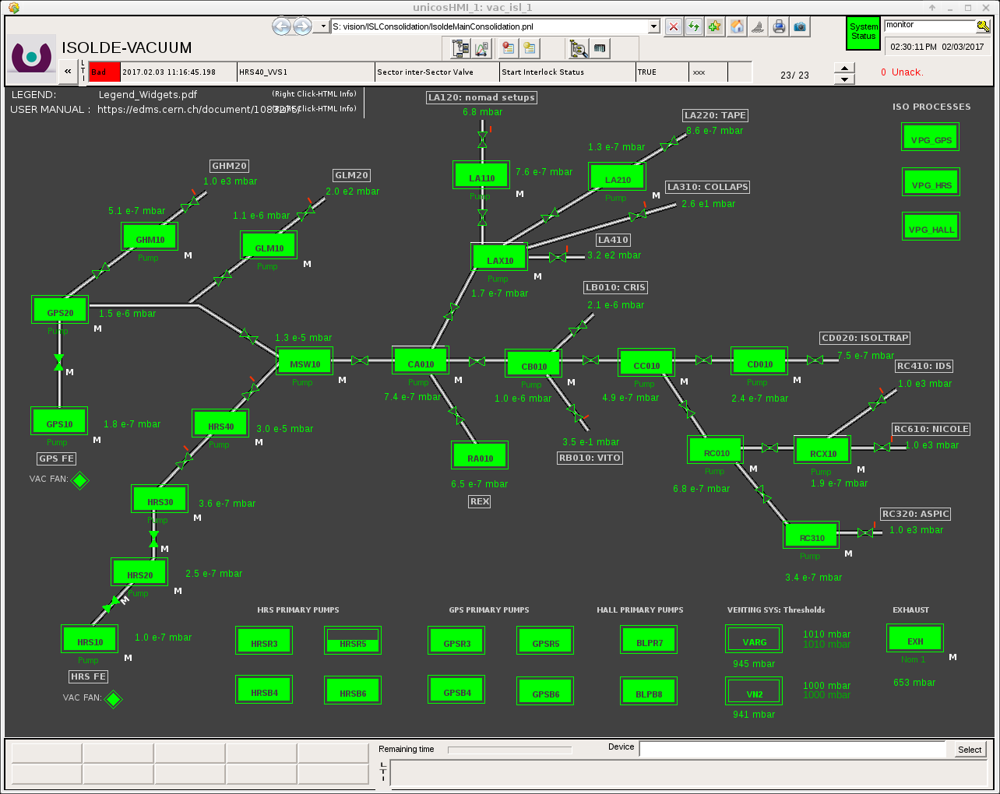 unicosHMI_1: vac_isl_1
S: vision/ISLConsolidation/IsoldeMainConsolidation.pnl
System Status
monitor
ISOLDE-VACUUM
02:30:11 PM 02/03/2017
«
L T I
Bad 2017.02.03 11:16:45.198 HRS40_VVS1 Sector inter-Sector Valve Start Interlock Status TRUE xxx
23/ 23
0 Unack.
LEGEND: Legend_Widgets.pdf (Right Click-HTML Info)
USER MANUAL : https://edms.cern.ch/document/ (Right Click-HTML Info)
LA120: nomad setups
6.8 mbar
ISO PROCESSES
LA220: TAPE
8.6 e-7 mbar
VPG_GPS
1.3 e-7 mbar
GHM20
1.0 e3 mbar
GLM20
2.0 e2 mbar
LA110
7.6 e-7 mbar
Pump
M
LA210
Pump
M
LA310: COLLAPS
2.6 e1 mbar
VPG_HRS
5.1 e-7 mbar
1.1 e-6 mbar
VPG_HALL
GHM10
Pump
M
GLM10
Pump
M
LA410
3.2 e2 mbar
LAX10
Pump
M
1.7 e-7 mbar
LB010: CRIS
2.1 e-6 mbar
GPS20
1.5 e-6 mbar
Pump
M
1.3 e-5 mbar
CD020: ISOLTRAP
7.5 e-7 mbar
MSW10
Pump
M
CA010
Pump
M
7.4 e-7 mbar
CB010
Pump
M
1.0 e-6 mbar
CC010
Pump
M
4.9 e-7 mbar
CD010
Pump
M
2.4 e-7 mbar
RC410: IDS
1.0 e3 mbar
M
GPS10
1.8 e-7 mbar
Pump
M
GPS FE
VAC FAN:
HRS40
3.0 e-5 mbar
Pump
M
RC610: NICOLE
1.0 e3 mbar
3.5 e-1 mbar
RB010: VITO
RA010
6.5 e-7 mbar
REX
RC010
Pump
M
6.8 e-7 mbar
RCX10
Pump
M
1.9 e-7 mbar
HRS30
3.6 e-7 mbar
Pump
M
RC320: ASPIC
1.0 e3 mbar
RC310
Pump
M
3.4 e-7 mbar
M
HRS20
2.5 e-7 mbar
Pump
M
M
HRS10
1.0 e-7 mbar
Pump
M
HRS FE
VAC FAN:
HRS PRIMARY PUMPS GPS PRIMARY PUMPS HALL PRIMARY PUMPS VENTING SYS: Thresholds EXHAUST
HRSR3 HRSR5 GPSR3 GPSR5 BLPR7 VARG 1010 mbar EXH
1010 mbar
Nom 1
M
945 mbar
653 mbar
HRSB4 HRSB6 GPSB4 GPSB6 BLPB8 VN2 1000 mbar
1000 mbar
941 mbar
Remaining time
Device
Select
L T I